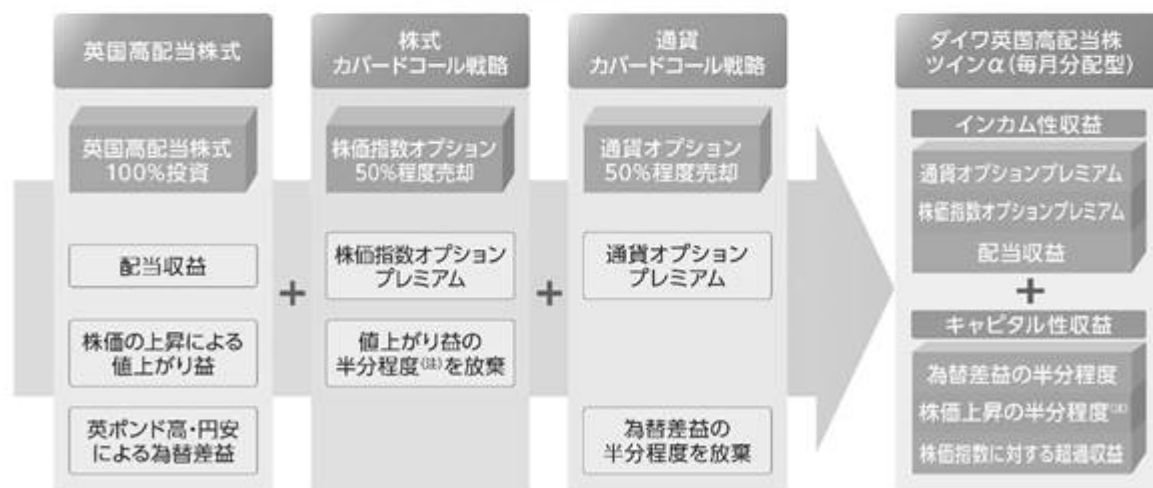 英国高配当株式
英国高配当株式
100%投資
配当収益
株価の上昇による
値上がり益
英ポンド高・円安
による為替差益
+
株式
カバードコール戦略
株価指数オプション
50%程度売却
株価指数オプション
プレミアム
値上がり益の
半分程度(注)を放棄
+
通貨
カバードコール戦略
通貨オプション
50%程度売却
通貨オプション
プレミアム
為替差益の
半分程度を放棄
ダイワ英国高配当株
ツインα(毎月分配型)
インカム性収益
通貨オプションプレミアム
株価指数オプションプレミアム
配当収益
+
キャピタル性収益
為替差益の半分程度
株価上昇の半分程度(注)
株価指数に対する超過収益